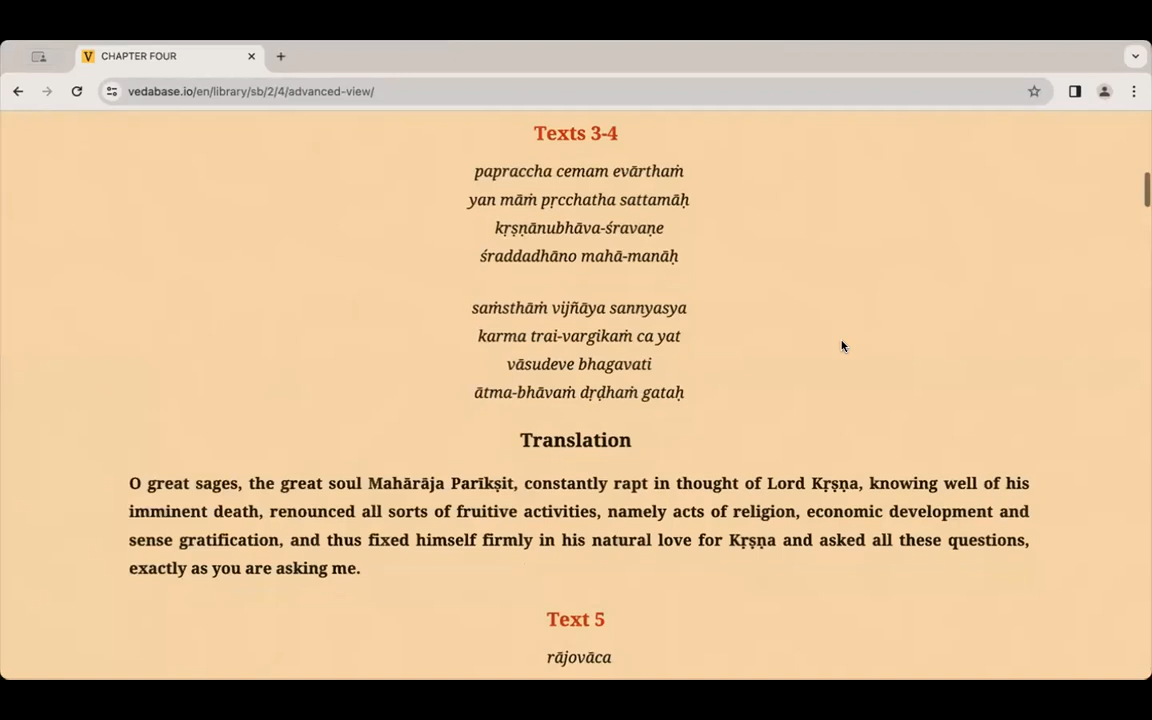 CHAPTER FOUR
vedabase.io/en/library/sb/2/4/advanced-view/
Texts 3-4
papraccha cemam evārthaṁ
yan māṁ pṛcchatha sattamāḥ
kṛṣṇānubhāva-śravaṇe
śraddadhāno mahā-manāḥ
saṁsthāṁ vijñāya sannyasya
karma trai-vargikaṁ ca yat
vāsudeve bhagavati
ātma-bhāvaṁ dṛḍhaṁ gataḥ
Translation
O great sages, the great soul Mahārāja Parīkṣit, constantly rapt in thought of Lord Kṛṣṇa, knowing well of his
imminent death, renounced all sorts of fruitive activities, namely acts of religion, economic development and
sense gratification, and thus fixed himself firmly in his natural love for Kṛṣṇa and asked all these questions,
exactly as you are asking me.
Text 5
rājovāca